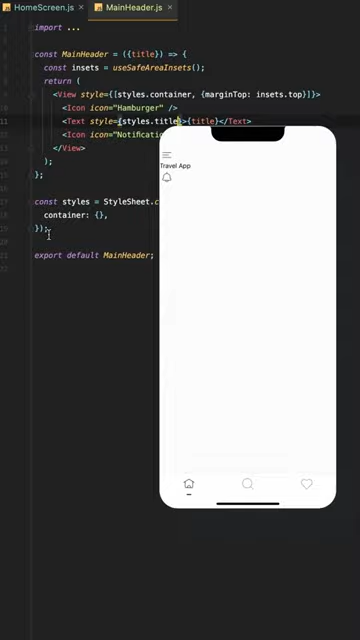 HomeScreen.js ×
MainHeader.js ×
import ...
const MainHeader = ({title}) => {
const insets = useSafeAreaInsets();
return (
<View style={[styles.container, {marginTop: insets.top}]}>
<Icon icon="Hamburger" />
<Text style={styles.title}>{title}</Text>
<Icon icon="Notificatio
</View>
);
};
const styles = StyleSheet.c
container: {},
});
export default MainHeader;
Travel App